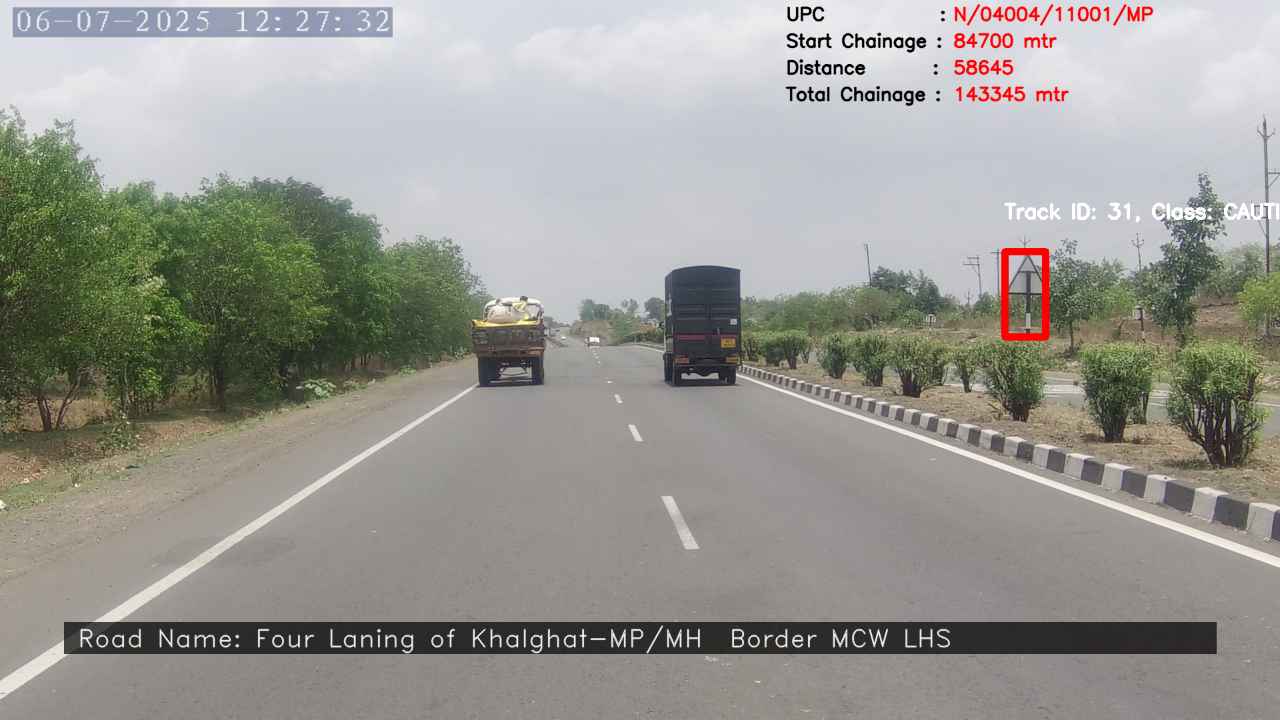 06-07-2025 12:27:32
UPC : N/04004/11001/MP
Start Chainage : 84700 mtr
Distance : 58645
Total Chainage : 143345 mtr
Track ID: 31, Class: CAUTI
Road Name: Four Laning of Khalghat-MP/MH Border MCW LHS